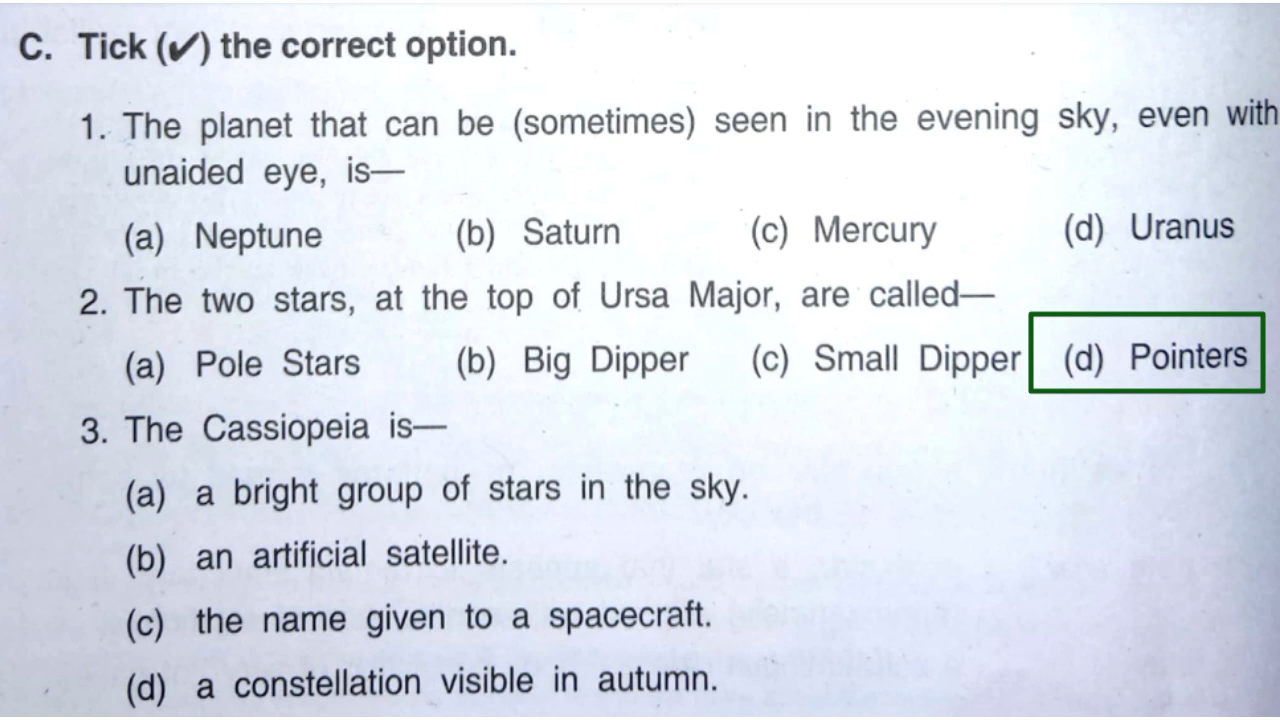 C. Tick (✔) the correct option.
1. The planet that can be (sometimes) seen in the evening sky, even with
unaided eye, is—
(a) Neptune (b) Saturn (c) Mercury (d) Uranus
2. The two stars, at the top of Ursa Major, are called—
(a) Pole Stars (b) Big Dipper (c) Small Dipper (d) Pointers
3. The Cassiopeia is—
(a) a bright group of stars in the sky.
(b) an artificial satellite.
(c) the name given to a spacecraft.
(d) a constellation visible in autumn.